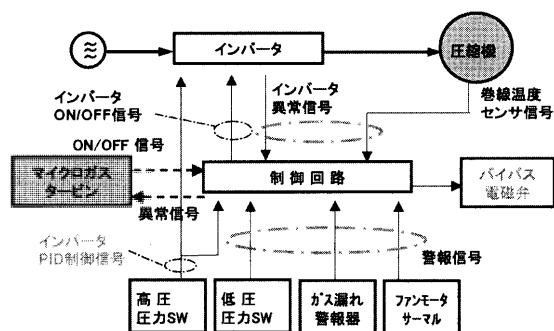 インバータ
圧縮機
インバータ
ON/OFF信号
インバータ
異常信号
巻線温度
センサ信号
ON/OFF 信号
マイクロガス
タービン
制御回路
バイパス
電磁弁
異常信号
インバータ
PID制御信号
警報信号
高圧
圧力SW
低圧
圧力SW
ガス漏れ
警報器
ファンモータ
サーマル